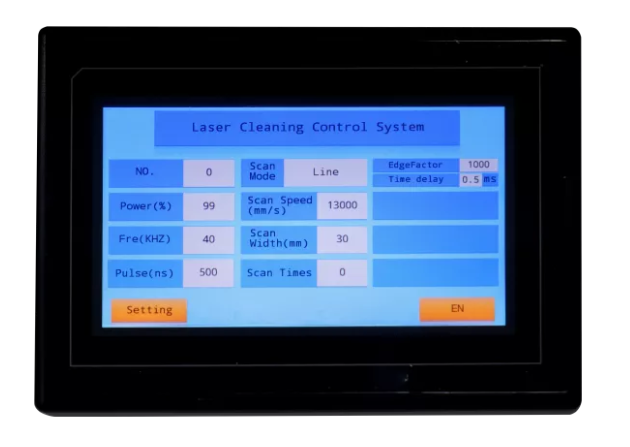 Laser Cleaning Control System
NO. 0 Scan Mode Line EdgeFactor 1000
Time delay 0.5 ms
Power(%) 99 Scan Speed (mm/s) 13000
Fre(KHZ) 40 Scan Width(mm) 30
Pulse(ns) 500 Scan Times 0
Setting EN